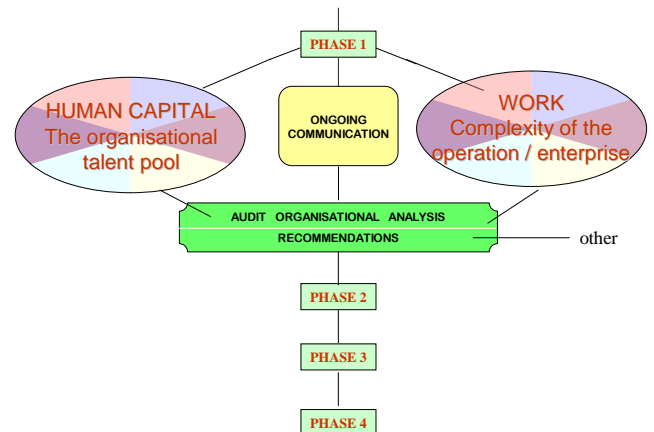 PHASE 1
HUMAN CAPITAL
The organisational
talent pool
ONGOING
COMMUNICATION
WORK
Complexity of the
operation / enterprise
AUDIT ORGANISATIONAL ANALYSIS
RECOMMENDATIONS
other
PHASE 2
PHASE 3
PHASE 4